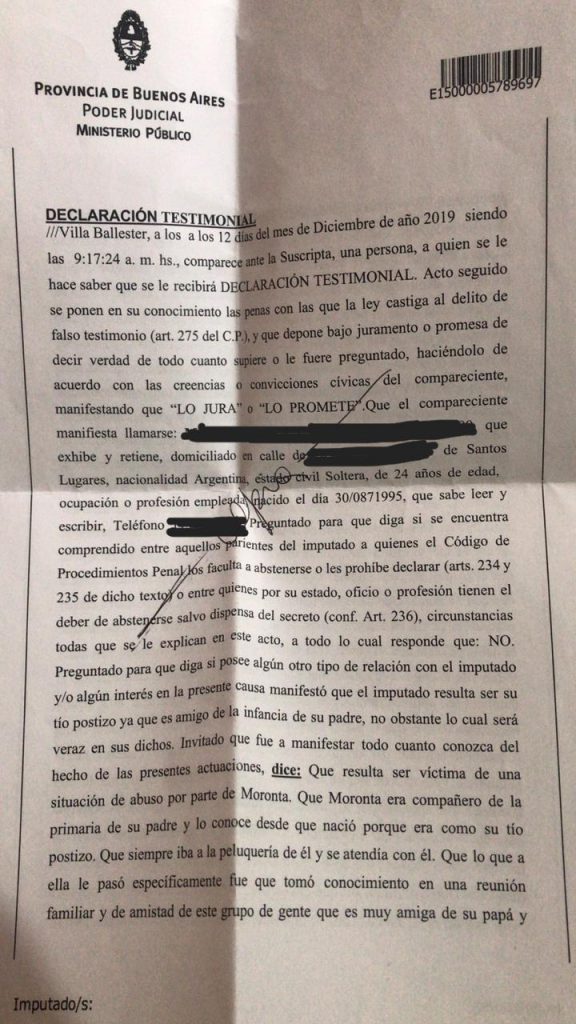 PROVINCIA DE BUENOS AIRES
PODER JUDICIAL
MINISTERIO PÚBLICO
E15000005789697
DECLARACIÓN TESTIMONIAL
///Villa Ballester, a los a los 12 días del mes de Diciembre de año 2019 siendo
las 9:17:24 a. m. hs., comparece ante la Suscripta, una persona, a quien se le
hace saber que se le recibirá DECLARACIÓN TESTIMONIAL. Acto seguido
se ponen en su conocimiento las penas con las que la ley castiga al delito de
falso testimonio (art. 275 del C.P.), y que depone bajo juramento o promesa de
decir verdad de todo cuanto supiere o le fuere preguntado, haciéndolo de
acuerdo con las creencias o convicciones cívicas del compareciente,
manifestando que “LO JURA” o “LO PROMETE”.Que el compareciente
manifiesta llamarse: que
exhibe y retiene, domiciliado en calle de Santos
Lugares, nacionalidad Argentina, estado civil Soltera, de 24 años de edad,
ocupación o profesión empleada, nacido el día 30/0871995, que sabe leer y
escribir, Teléfono Preguntado para que diga si se encuentra
comprendido entre aquellos parientes del imputado a quienes el Código de
Procedimientos Penal los faculta a abstenerse o les prohíbe declarar (arts. 234 y
235 de dicho texto) o entre quienes por su estado, oficio o profesión tienen el
deber de abstenerse salvo dispensa del secreto (conf. Art. 236), circunstancias
todas que se le explican en este acto, a todo lo cual responde que: NO.
Preguntado para que diga si posee algún otro tipo de relación con el imputado
y/o algún interés en la presente causa manifestó que el imputado resulta ser su
tío postizo ya que es amigo de la infancia de su padre, no obstante lo cual será
veraz en sus dichos. Invitado que fue a manifestar todo cuanto conozca del
hecho de las presentes actuaciones, dice: Que resulta ser víctima de una
situación de abuso por parte de Moronta. Que Moronta era compañero de la
primaria de su padre y lo conoce desde que nació porque era como su tío
postizo. Que siempre iba a la peluquería de él y se atendía con él. Que lo que a
ella le pasó específicamente fue que tomó conocimiento en una reunión
familiar y de amistad de este grupo de gente que es muy amiga de su papá y
Imputado/s: